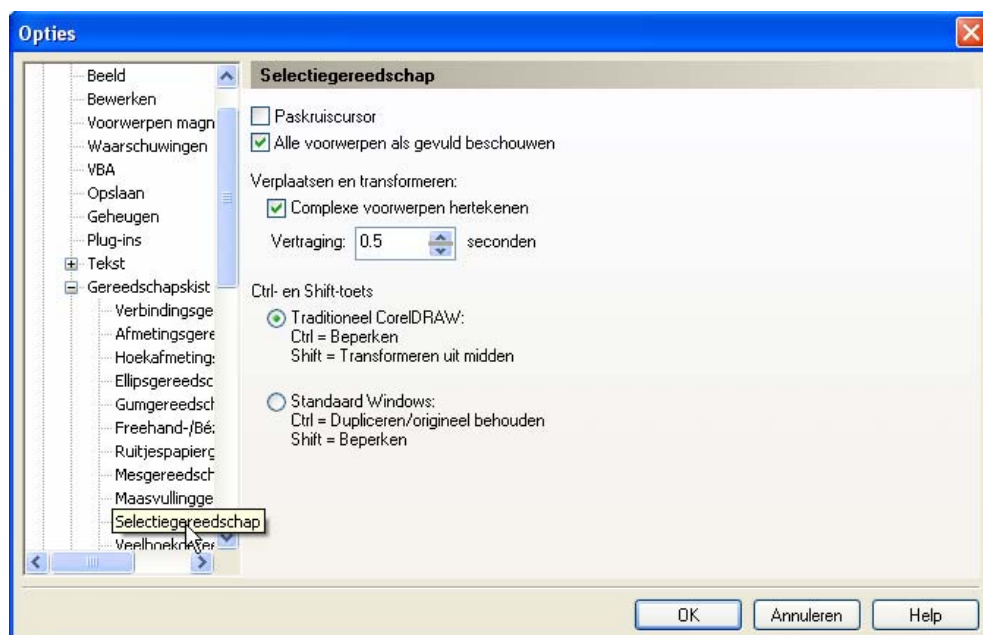 Opties
Beeld
Bewerken
Voorwerpen magn
Waarschuwingen
VBA
Opslaan
Geheugen
Plug-ins
Tekst
Gereedschapskist
Verbindingsge
Afmetingsgere
Hoekafmeting
Ellipsgereedsc
Gumgereedsch
Freehand-/Béz
Ruitjespapierg
Mesgereedsch
Maasvullingge
Selectiegereedschap
Selectiegereedschap
Paskruiscursor
Alle voorwerpen als gevuld beschouwen
Verplaatsen en transformeren:
Complexe voorwerpen hertekenen
Vertraging: 0.5 seconden
Ctrl- en Shift-toets
Traditioneel CorelDRAW:
Ctrl = Beperken
Shift = Transformeren uit midden
Standaard Windows:
Ctrl = Dupliceren/origineel behouden
Shift = Beperken
OK Annuleren Help